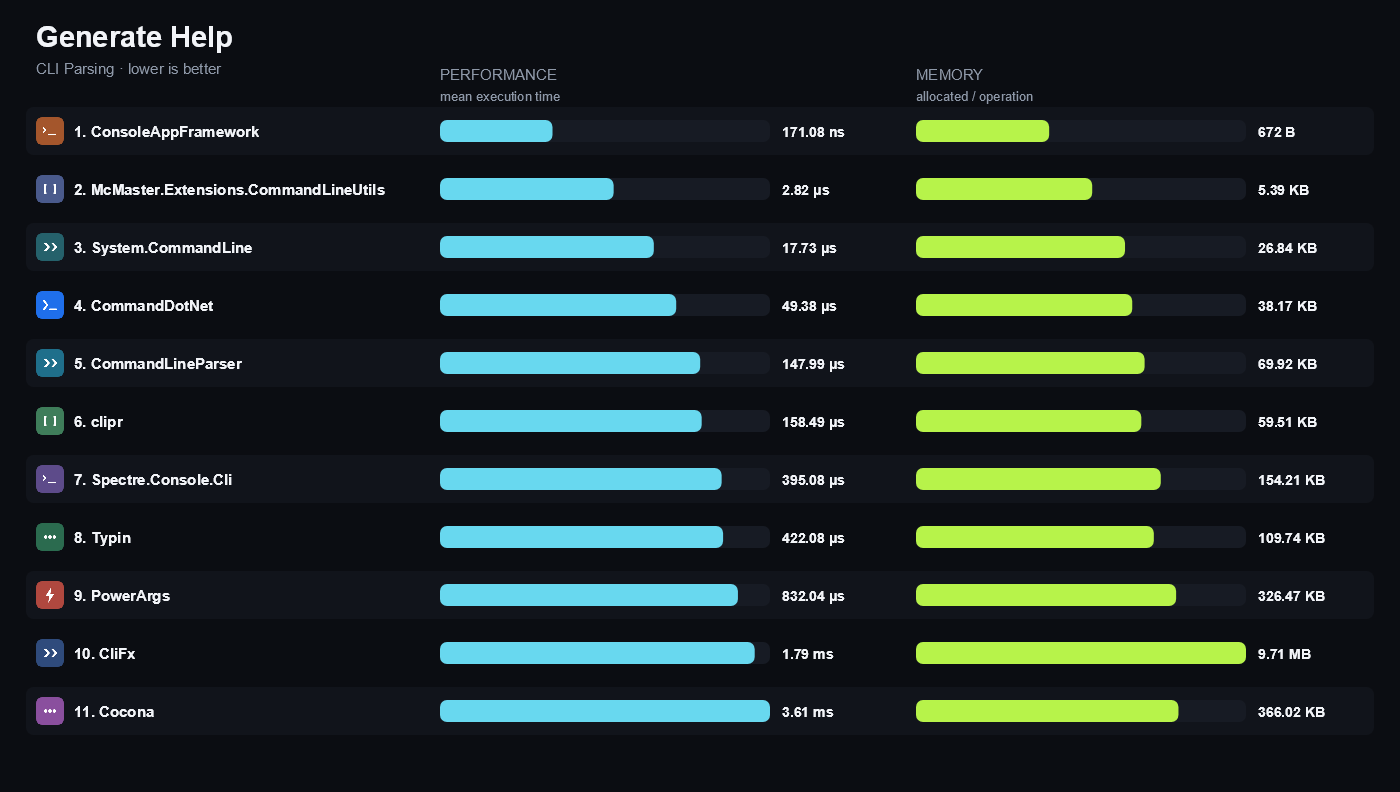 Generate Help
CLI Parsing · lower is better
PERFORMANCE MEMORY
mean execution time allocated / operation
1. ConsoleAppFramework 171.08 ns 672 B
2. McMaster.Extensions.CommandLineUtils 2.82 µs 5.39 KB
3. System.CommandLine 17.73 µs 26.84 KB
4. CommandDotNet 49.38 µs 38.17 KB
5. CommandLineParser 147.99 µs 69.92 KB
6. clipr 158.49 µs 59.51 KB
7. Spectre.Console.Cli 395.08 µs 154.21 KB
8. Typin 422.08 µs 109.74 KB
9. PowerArgs 832.04 µs 326.47 KB
10. CliFx 1.79 ms 9.71 MB
11. Cocona 3.61 ms 366.02 KB